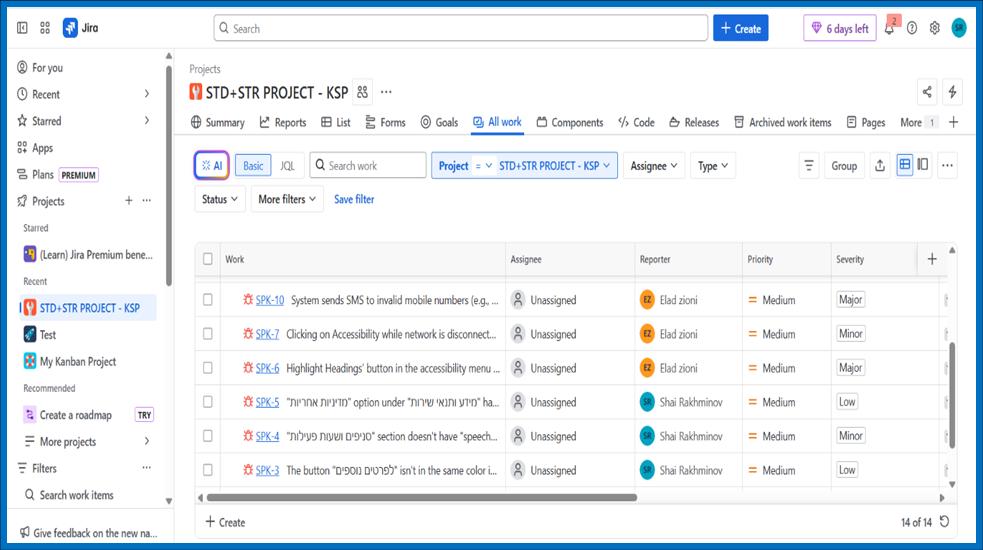 Jira
Search
+ Create
6 days left
2
SR
For you
Recent
Starred
Apps
Plans PREMIUM
Projects
Starred
(Learn) Jira Premium bene...
Recent
STD+STR PROJECT - KSP
Test
My Kanban Project
Recommended
Create a roadmap TRY
More projects
Filters
Search work items
Give feedback on the new na...
Projects
STD+STR PROJECT - KSP
Summary Reports List Forms Goals All work Components Code Releases Archived work items Pages More 1
AI Basic JQL Search work Project = STD+STR PROJECT - KSP Assignee Type Group
Status More filters Save filter
Work Assignee Reporter Priority Severity
SPK-10 System sends SMS to invalid mobile numbers (e.g., ... Unassigned EZ Elad zioni Medium Major
SPK-7 Clicking on Accessibility while network is disconnect... Unassigned EZ Elad zioni Medium Minor
SPK-6 Highlight Headings' button in the accessibility menu ... Unassigned EZ Elad zioni Medium Major
SPK-5 "מידע ותנאי שירות" option under "מדיניות אחריות" ha... Unassigned SR Shai Rakhminov Medium Low
SPK-4 "סניפים ושעות פעילות" section doesn't have "speech... Unassigned SR Shai Rakhminov Medium Minor
SPK-3 The button "לפרטים נוספים" isn't in the same color i... Unassigned SR Shai Rakhminov Medium Low
+ Create
14 of 14